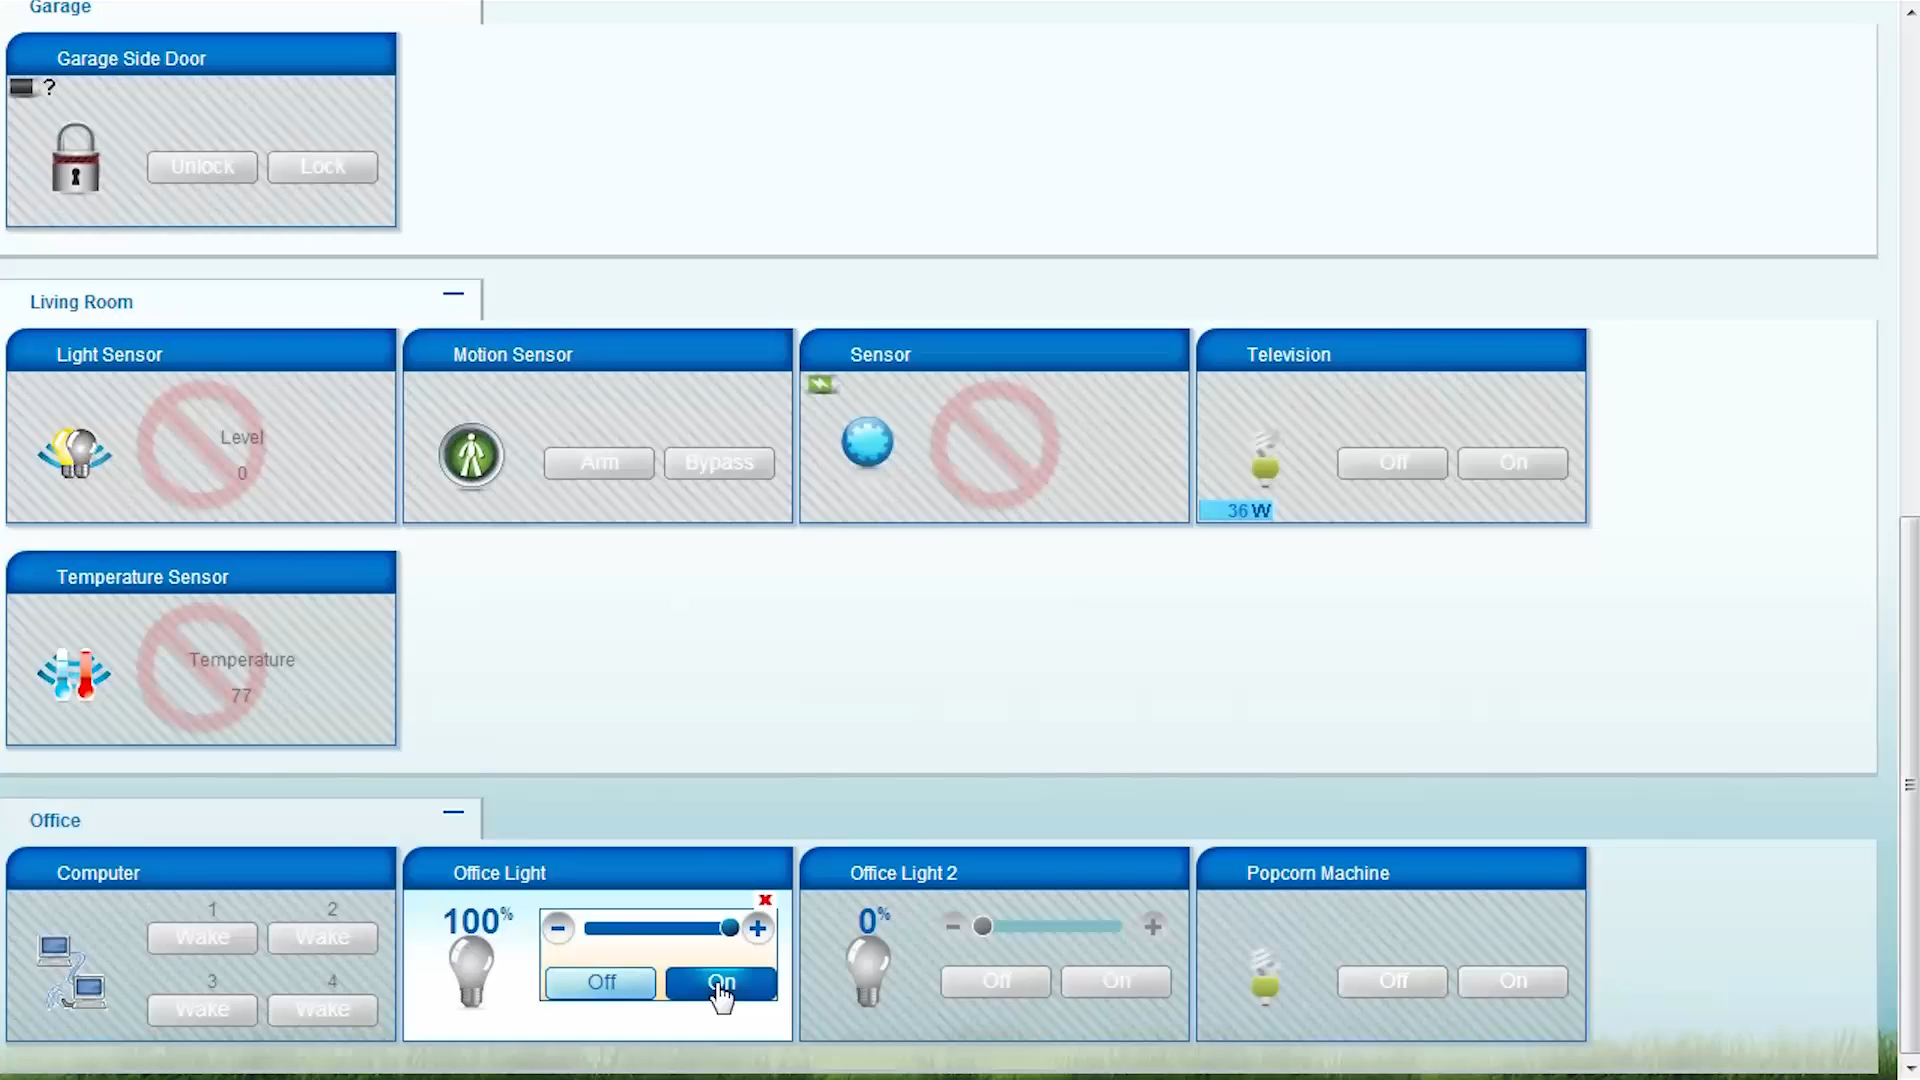 Garage
Garage Side Door
?
Unlock Lock
Living Room
Light Sensor
Level
0
Motion Sensor
Arm Bypass
Sensor
Television
Off On
36 W
Temperature Sensor
Temperature
77
Office
Computer
1 2
Wake Wake
3 4
Wake Wake
Office Light
100%
Off On
Office Light 2
0%
Off On
Popcorn Machine
Off On